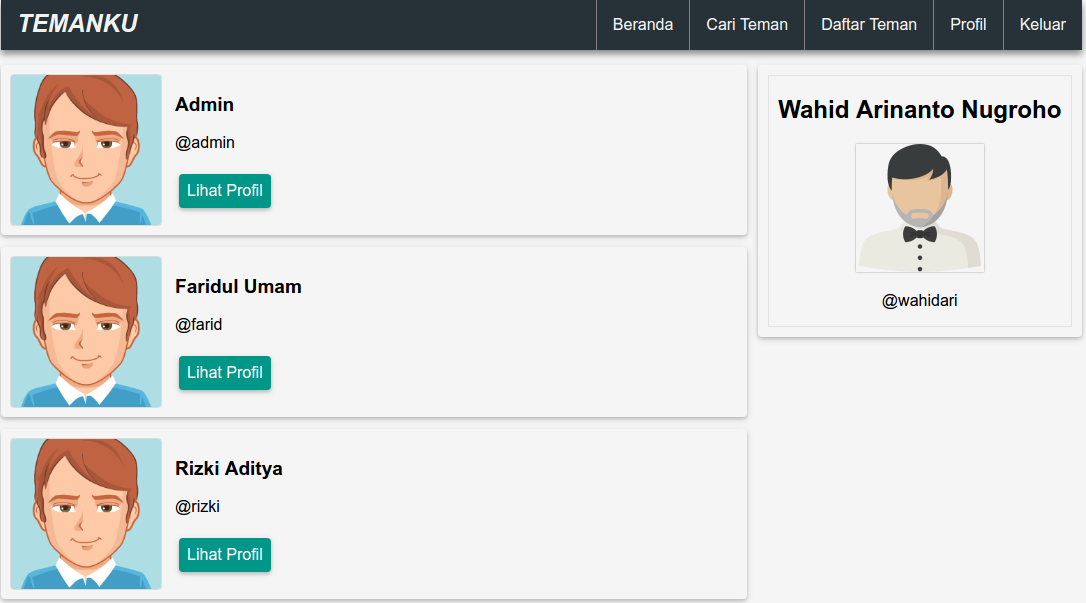 TEMANKU
Beranda
Cari Teman
Daftar Teman
Profil
Keluar
Admin
@admin
Lihat Profil
Faridul Umam
@farid
Lihat Profil
Rizki Aditya
@rizki
Lihat Profil
Wahid Arinanto Nugroho
@wahidari